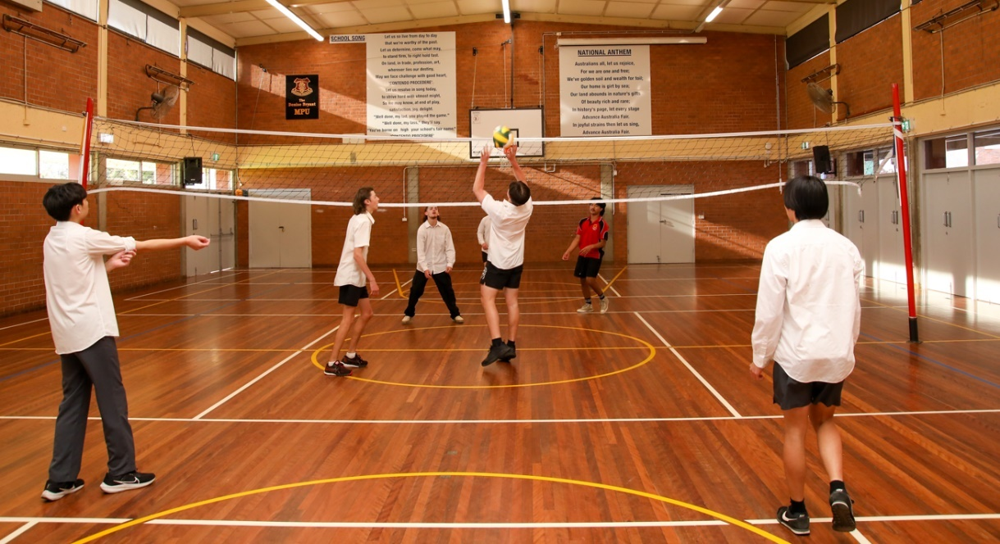 SCHOOL SONG
Let us so live from day to day
that we're worthy of the past.
Let us determine, come what may,
to stand firm, to right hold fast.
On land, in trade, profession, art,
wherever lies our destiny,
May we face challenge with good heart,
'CONTENDO PROCEDERE'.
Let us resolve in song today,
to strive hard with utmost might,
So we may know, at end of play,
satisfaction, joy, delight.
"Well done, my lad, you played the game".
"Well done, my lass," they'll say
You've borne on high your school's fair name
'CONTENDO PROCEDERE'
The
Denise Bryant
MPU
NATIONAL ANTHEM
Australians all, let us rejoice,
For we are one and free;
We've golden soil and wealth for toil;
Our home is girt by sea;
Our land abounds in nature's gifts
Of beauty rich and rare;
In history's page, let every stage
Advance Australia Fair.
In joyful strains then let us sing,
Advance Australia Fair.